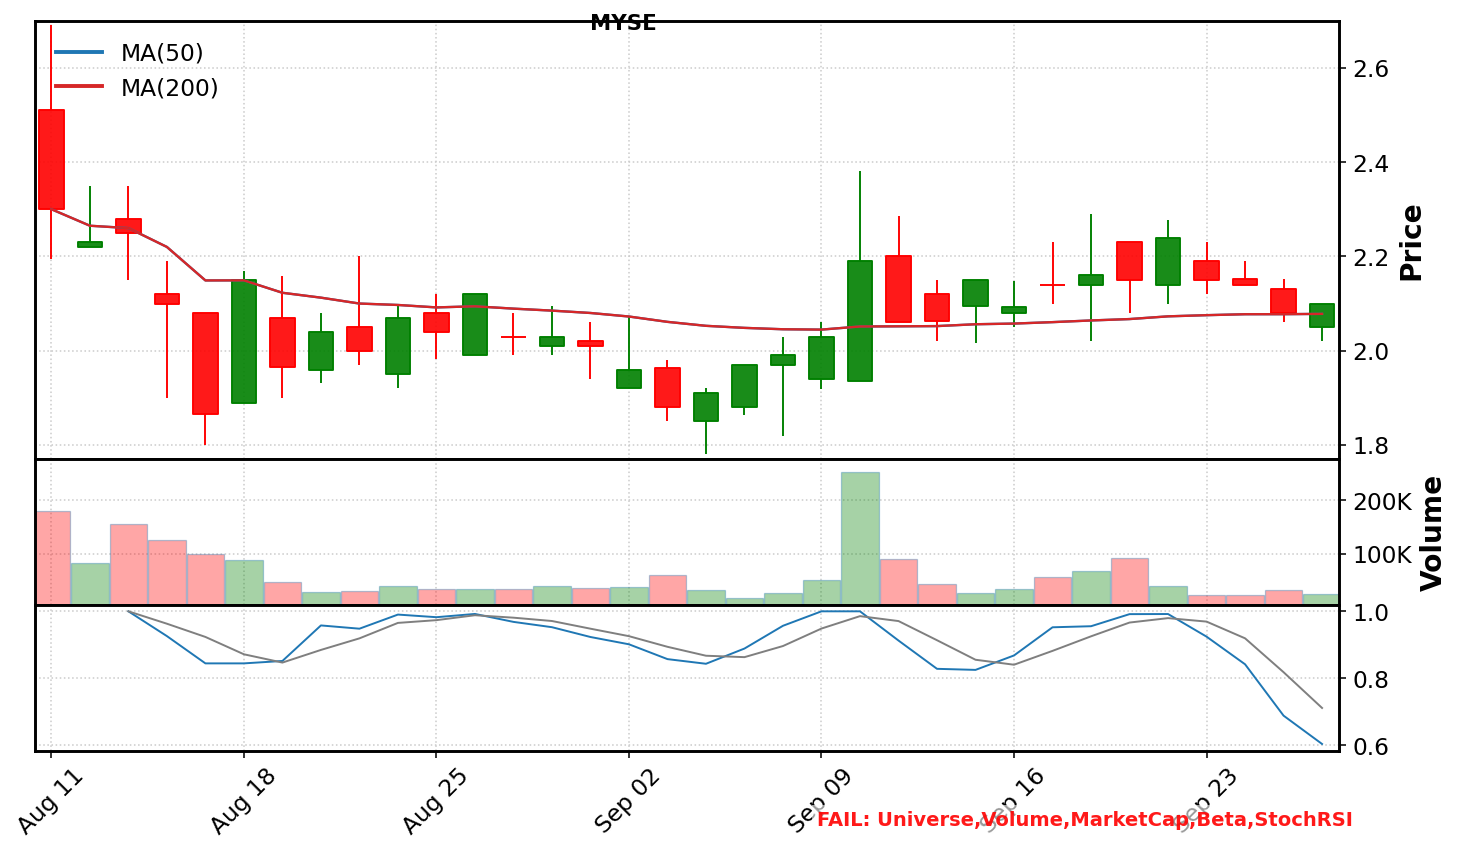 MYSE
MA(50)
MA(200)
2.6
2.4
2.2
2.0
1.8
Price
200K
100K
Volume
1.0
0.8
0.6
Aug 11
Aug 18
Aug 25
Sep 02
Sep 09
Sep 16
Sep 23
FAIL: Universe,Volume,MarketCap,Beta,StochRSI